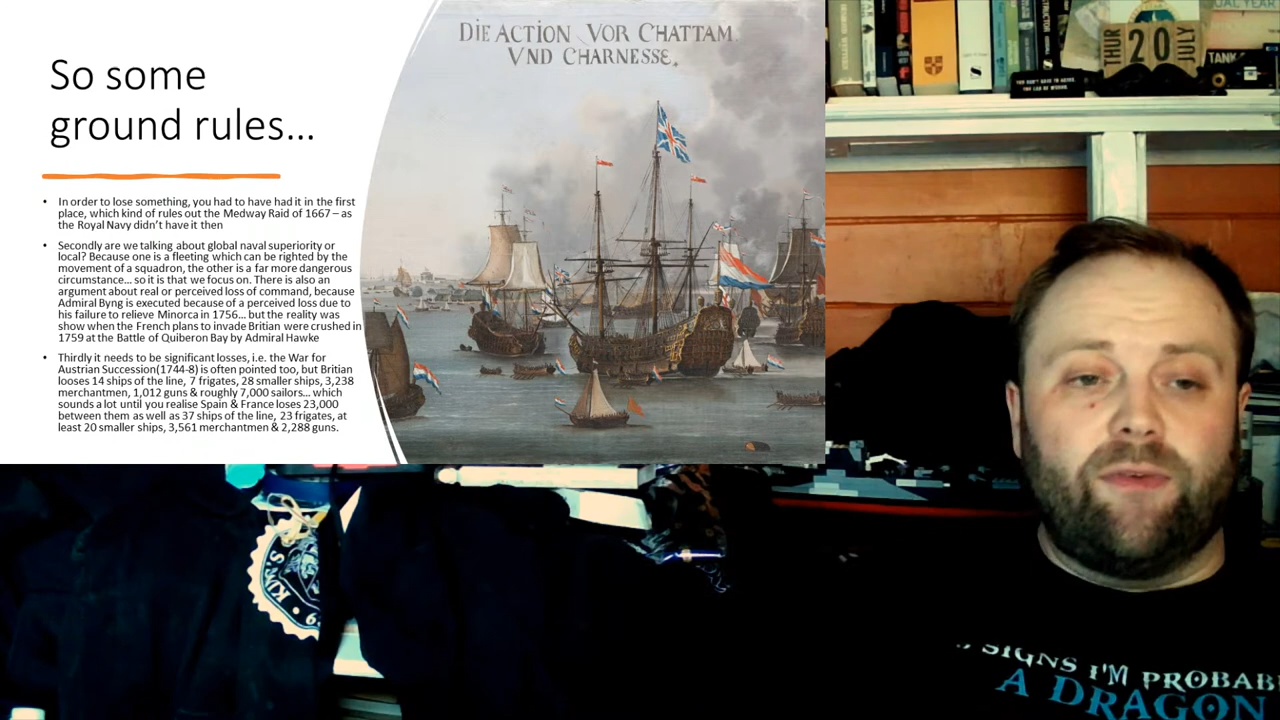 So some
ground rules...
• In order to lose something, you had to have had it in the first
place, which kind of rules out the Medway Raid of 1667 – as
the Royal Navy didn't have it then
• Secondly are we talking about global naval superiority or
local? Because one is a fleeting which can be righted by the
movement of a squadron, the other is a far more dangerous
circumstance... so it is that we focus on. There is also an
argument about real or perceived loss of command, because
Admiral Byng is executed because of a perceived loss due to
his failure to relieve Minorca in 1756... but the reality was
show when the French plans to invade Britian were crushed in
1759 at the Battle of Quiberon Bay by Admiral Hawke
• Thirdly it needs to be significant losses, i.e. the War for
Austrian Succession(1744-8) is often pointed too, but Britian
looses 14 ships of the line, 7 frigates, 28 smaller ships, 3,238
merchantmen, 1,012 guns & roughly 7,000 sailors... which
sounds a lot until you realise Spain & France loses 23,000
between them as well as 37 ships of the line, 23 frigates, at
least 20 smaller ships, 3,561 merchantmen & 2,288 guns.
DIE ACTION VOR CHATTAM.
VND CHARNESSE.
THUR
20
JULY
TANK
KING
SIGNS I'M PROBAB
A DRAGON